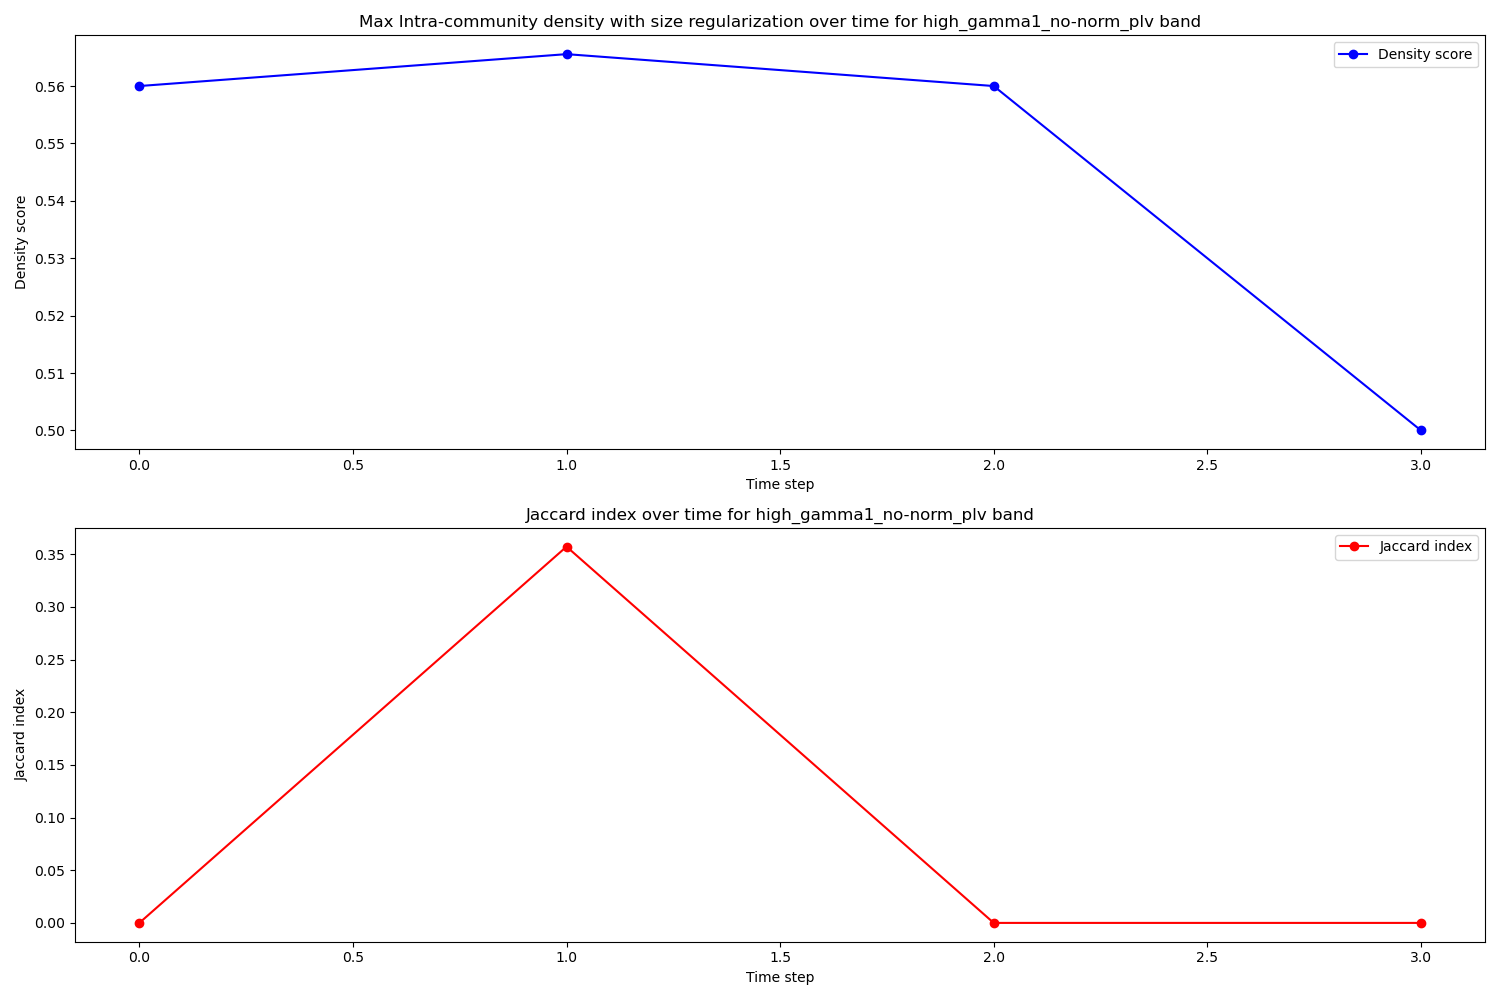 Max Intra-community density with size regularization over time for high_gamma1_no-norm_plv band
Density score
0.56
0.55
0.54
0.53
0.52
0.51
0.50
Density score
0.0 0.5 1.0 1.5 2.0 2.5 3.0
Time step
Jaccard index over time for high_gamma1_no-norm_plv band
Jaccard index
0.35
0.30
0.25
0.20
0.15
0.10
0.05
0.00
Jaccard index
0.0 0.5 1.0 1.5 2.0 2.5 3.0
Time step